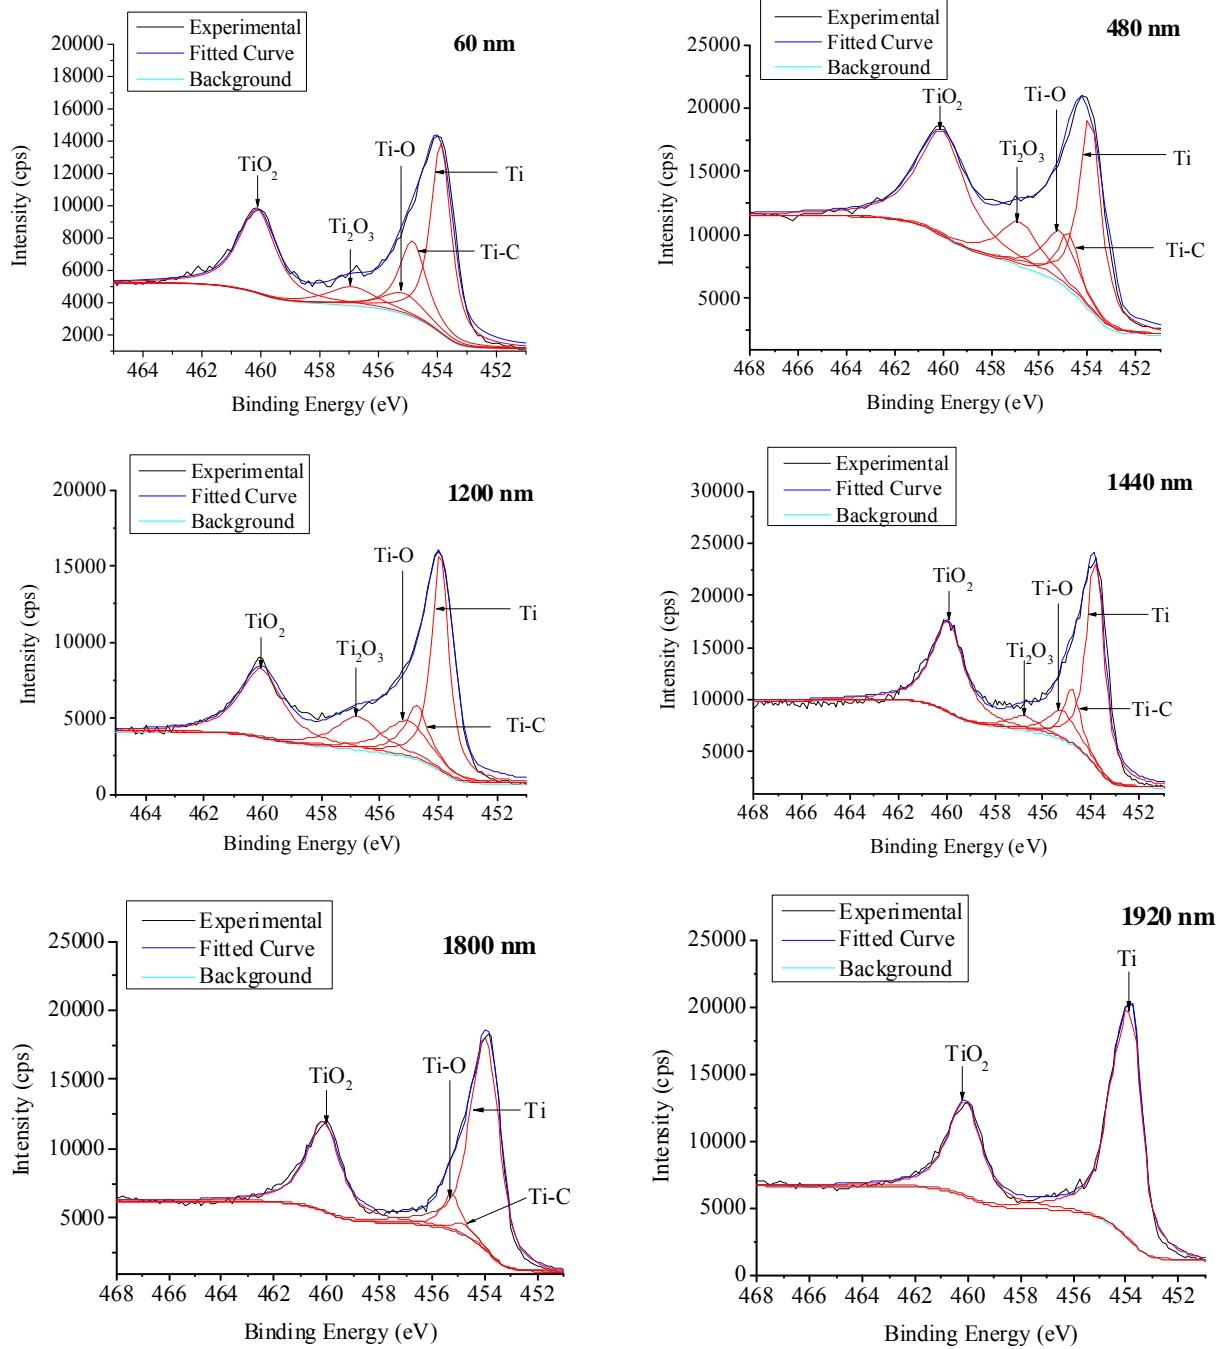 Experimental
Fitted Curve
Background
60 nm
20000
18000
16000
14000
12000
10000
8000
6000
4000
2000
Intensity (cps)
TiO2
Ti2O3
Ti-O
Ti
Ti-C
464 462 460 458 456 454 452
Binding Energy (eV)
Experimental
Fitted Curve
Background
480 nm
25000
20000
15000
10000
5000
Intensity (cps)
TiO2
Ti2O3
Ti-O
Ti
Ti-C
468 466 464 462 460 458 456 454 452
Binding Energy (eV)
Experimental
Fitted Curve
Background
1200 nm
20000
15000
10000
5000
0
Intensity (cps)
TiO2
Ti2O3
Ti-O
Ti
Ti-C
464 462 460 458 456 454 452
Binding Energy (eV)
Experimental
Fitted Curve
Background
1440 nm
30000
25000
20000
15000
10000
5000
Intensity (cps)
TiO2
Ti2O3
Ti-O
Ti
Ti-C
468 466 464 462 460 458 456 454 452
Binding Energy (eV)
Experimental
Fitted Curve
Background
1800 nm
25000
20000
15000
10000
5000
Intensity (cps)
TiO2
Ti-O
Ti
Ti-C
468 466 464 462 460 458 456 454 452
Binding Energy (eV)
Experimental
Fitted Curve
Background
1920 nm
25000
20000
15000
10000
5000
0
Intensity (cps)
TiO2
Ti
468 466 464 462 460 458 456 454 452
Binding Energy (eV)